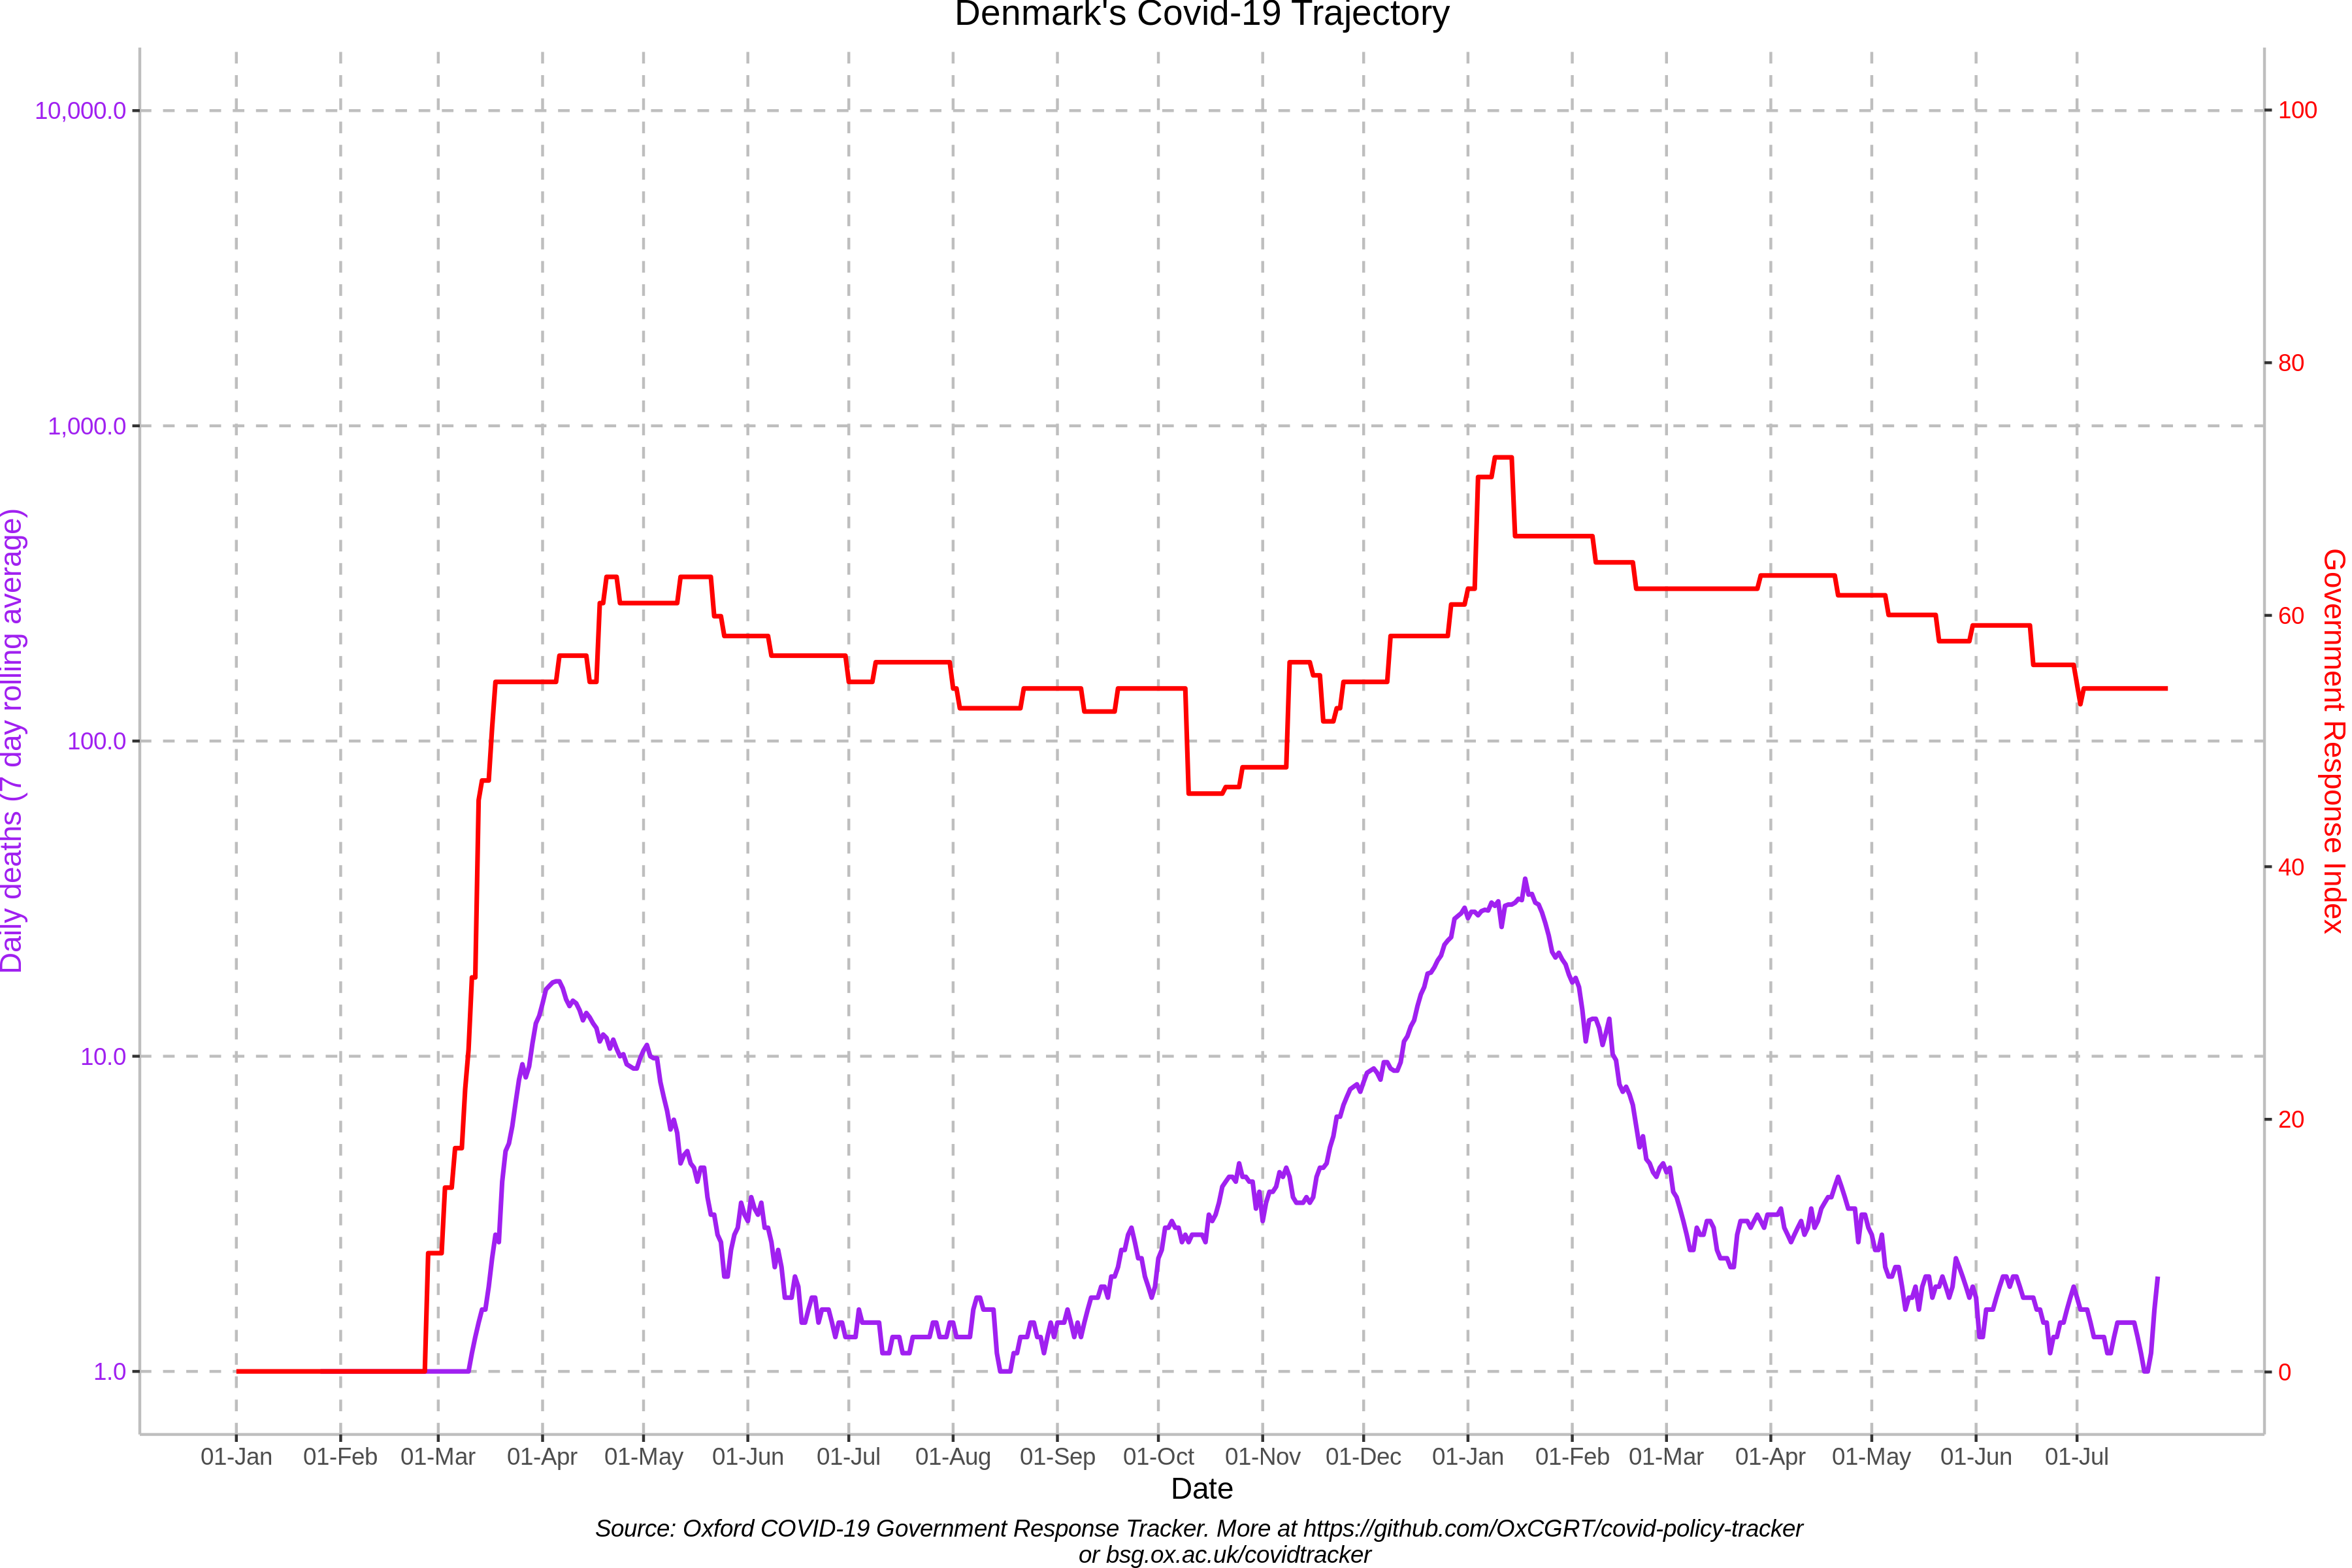 Denmark's Covid-19 Trajectory
10,000.0
1,000.0
100.0
10.0
1.0
Daily deaths (7 day rolling average)
100
80
60
40
20
0
Government Response Index
01-Jan 01-Feb 01-Mar 01-Apr 01-May 01-Jun 01-Jul 01-Aug 01-Sep 01-Oct 01-Nov 01-Dec 01-Jan 01-Feb 01-Mar 01-Apr 01-May 01-Jun 01-Jul
Date
Source: Oxford COVID-19 Government Response Tracker. More at https://github.com/OxCGRT/covid-policy-tracker
or bsg.ox.ac.uk/covidtracker